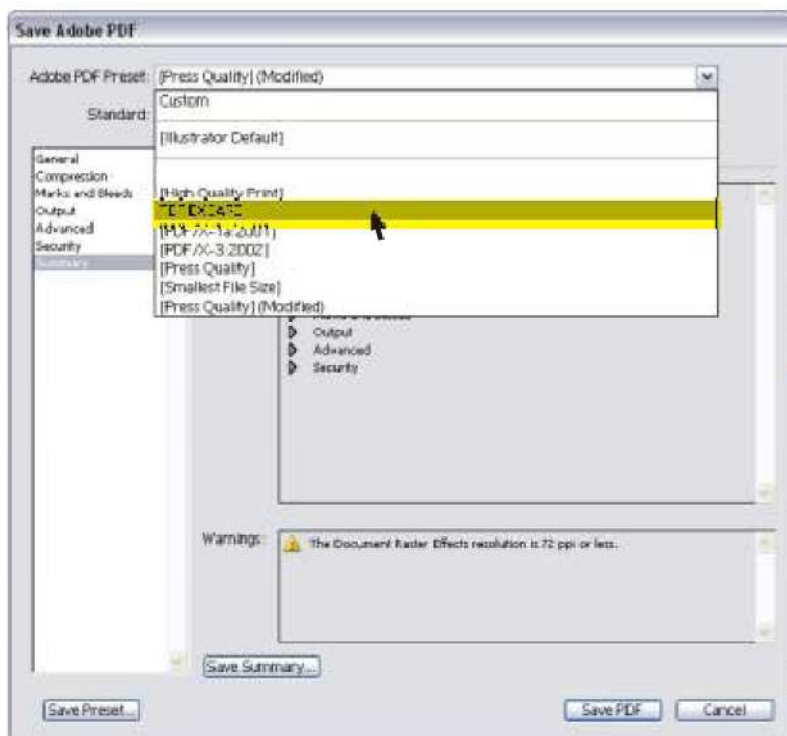 Save Adobe PDF
Adobe PDF Preset: [Press Quality] (Modified)
Standard:
Custom
[Illustrator Default]
[High Quality Print]
[PDF/X-1a:2001]
[PDF/X-3:2002]
[Press Quality]
[Smallest File Size]
[Press Quality] (Modified)
General
Compression
Marks and Bleeds
Output
Advanced
Security
Summary
Output
Advanced
Security
Warnings:
The Document Raster Effects resolution is 72 ppi or less.
Save Summary...
Save Preset...
Save PDF
Cancel